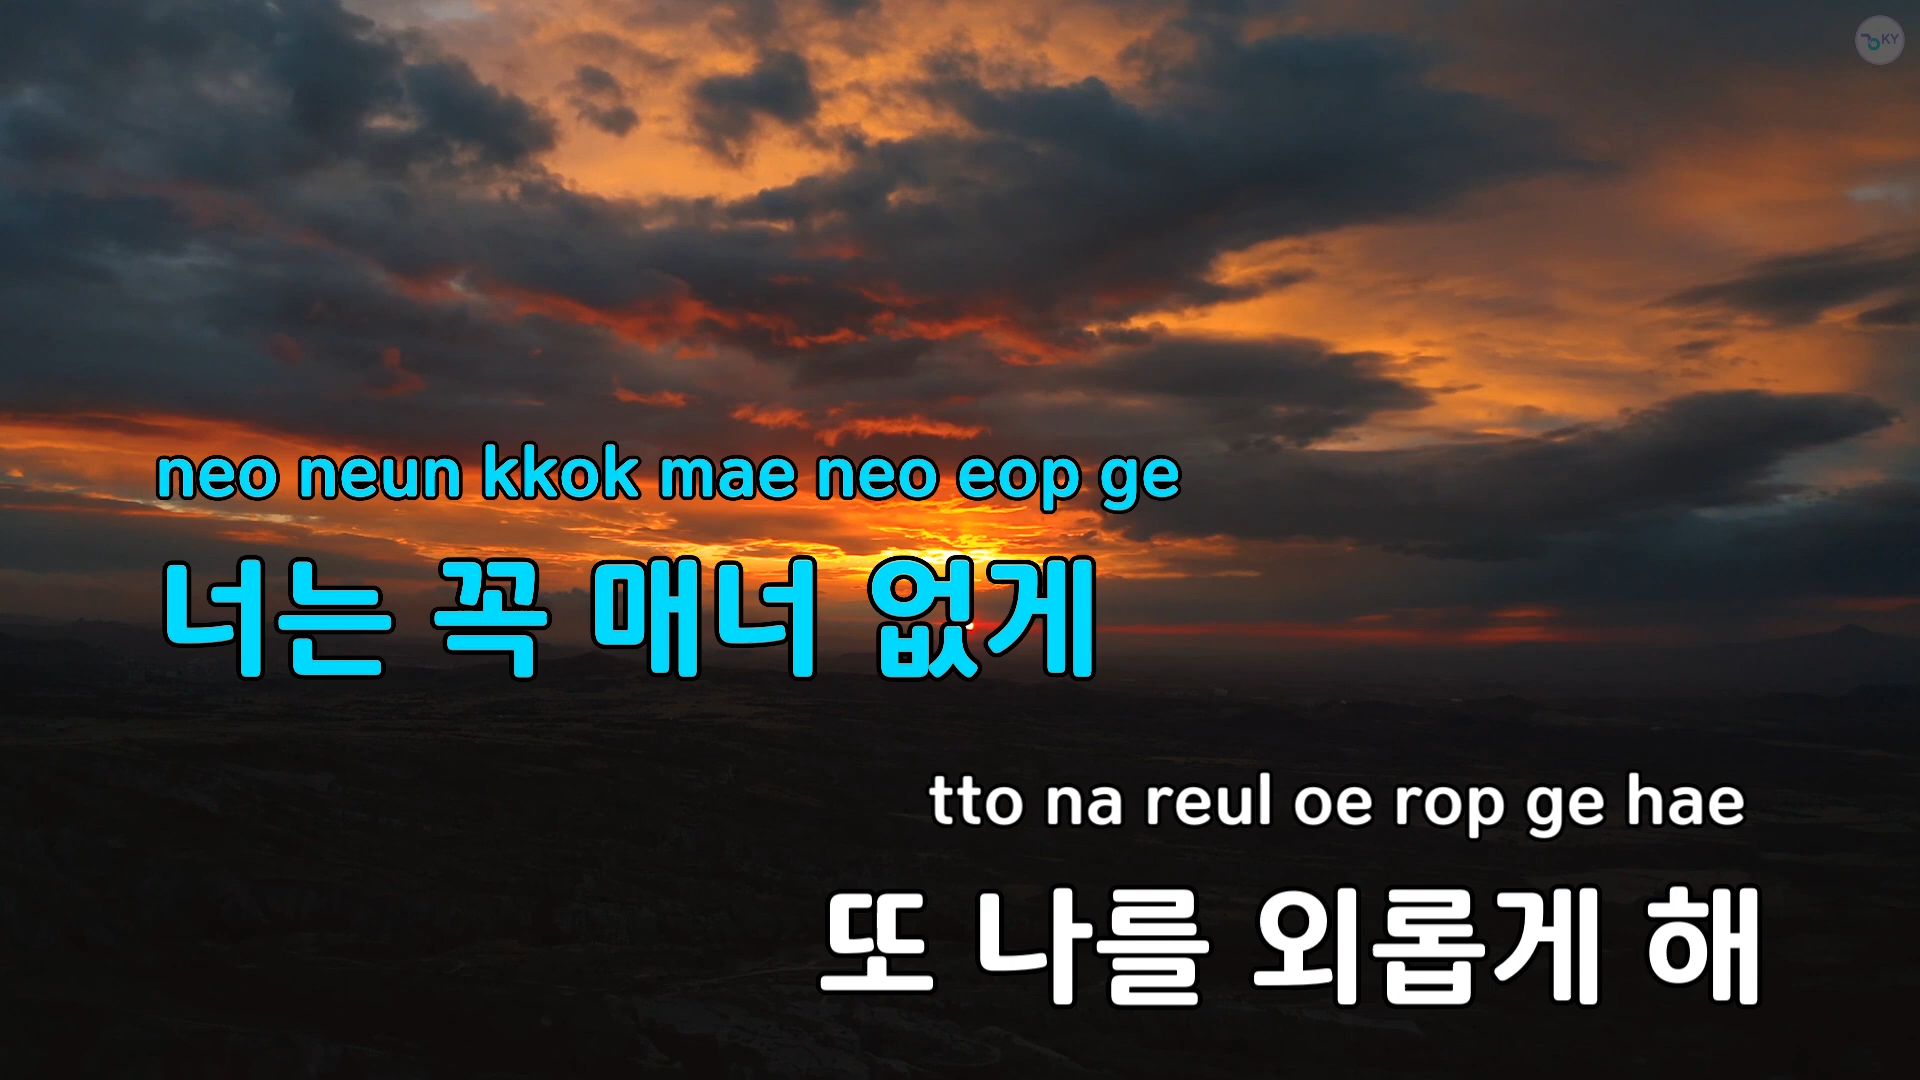 KY
neo neun kkok mae neo eop ge
너는 꼭 매너 없게
tto na reul oe rop ge hae
또 나를 외롭게 해